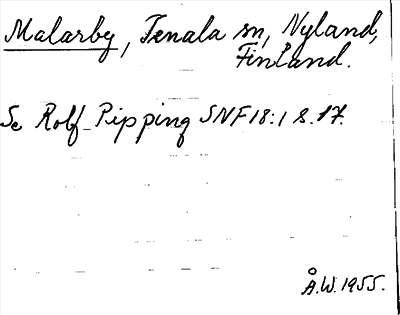 Malarby, Tenala sn, Nyland,
Finland.
Se Rolf Pipping SNF 18:1 s. 17.
Å.W. 1955.